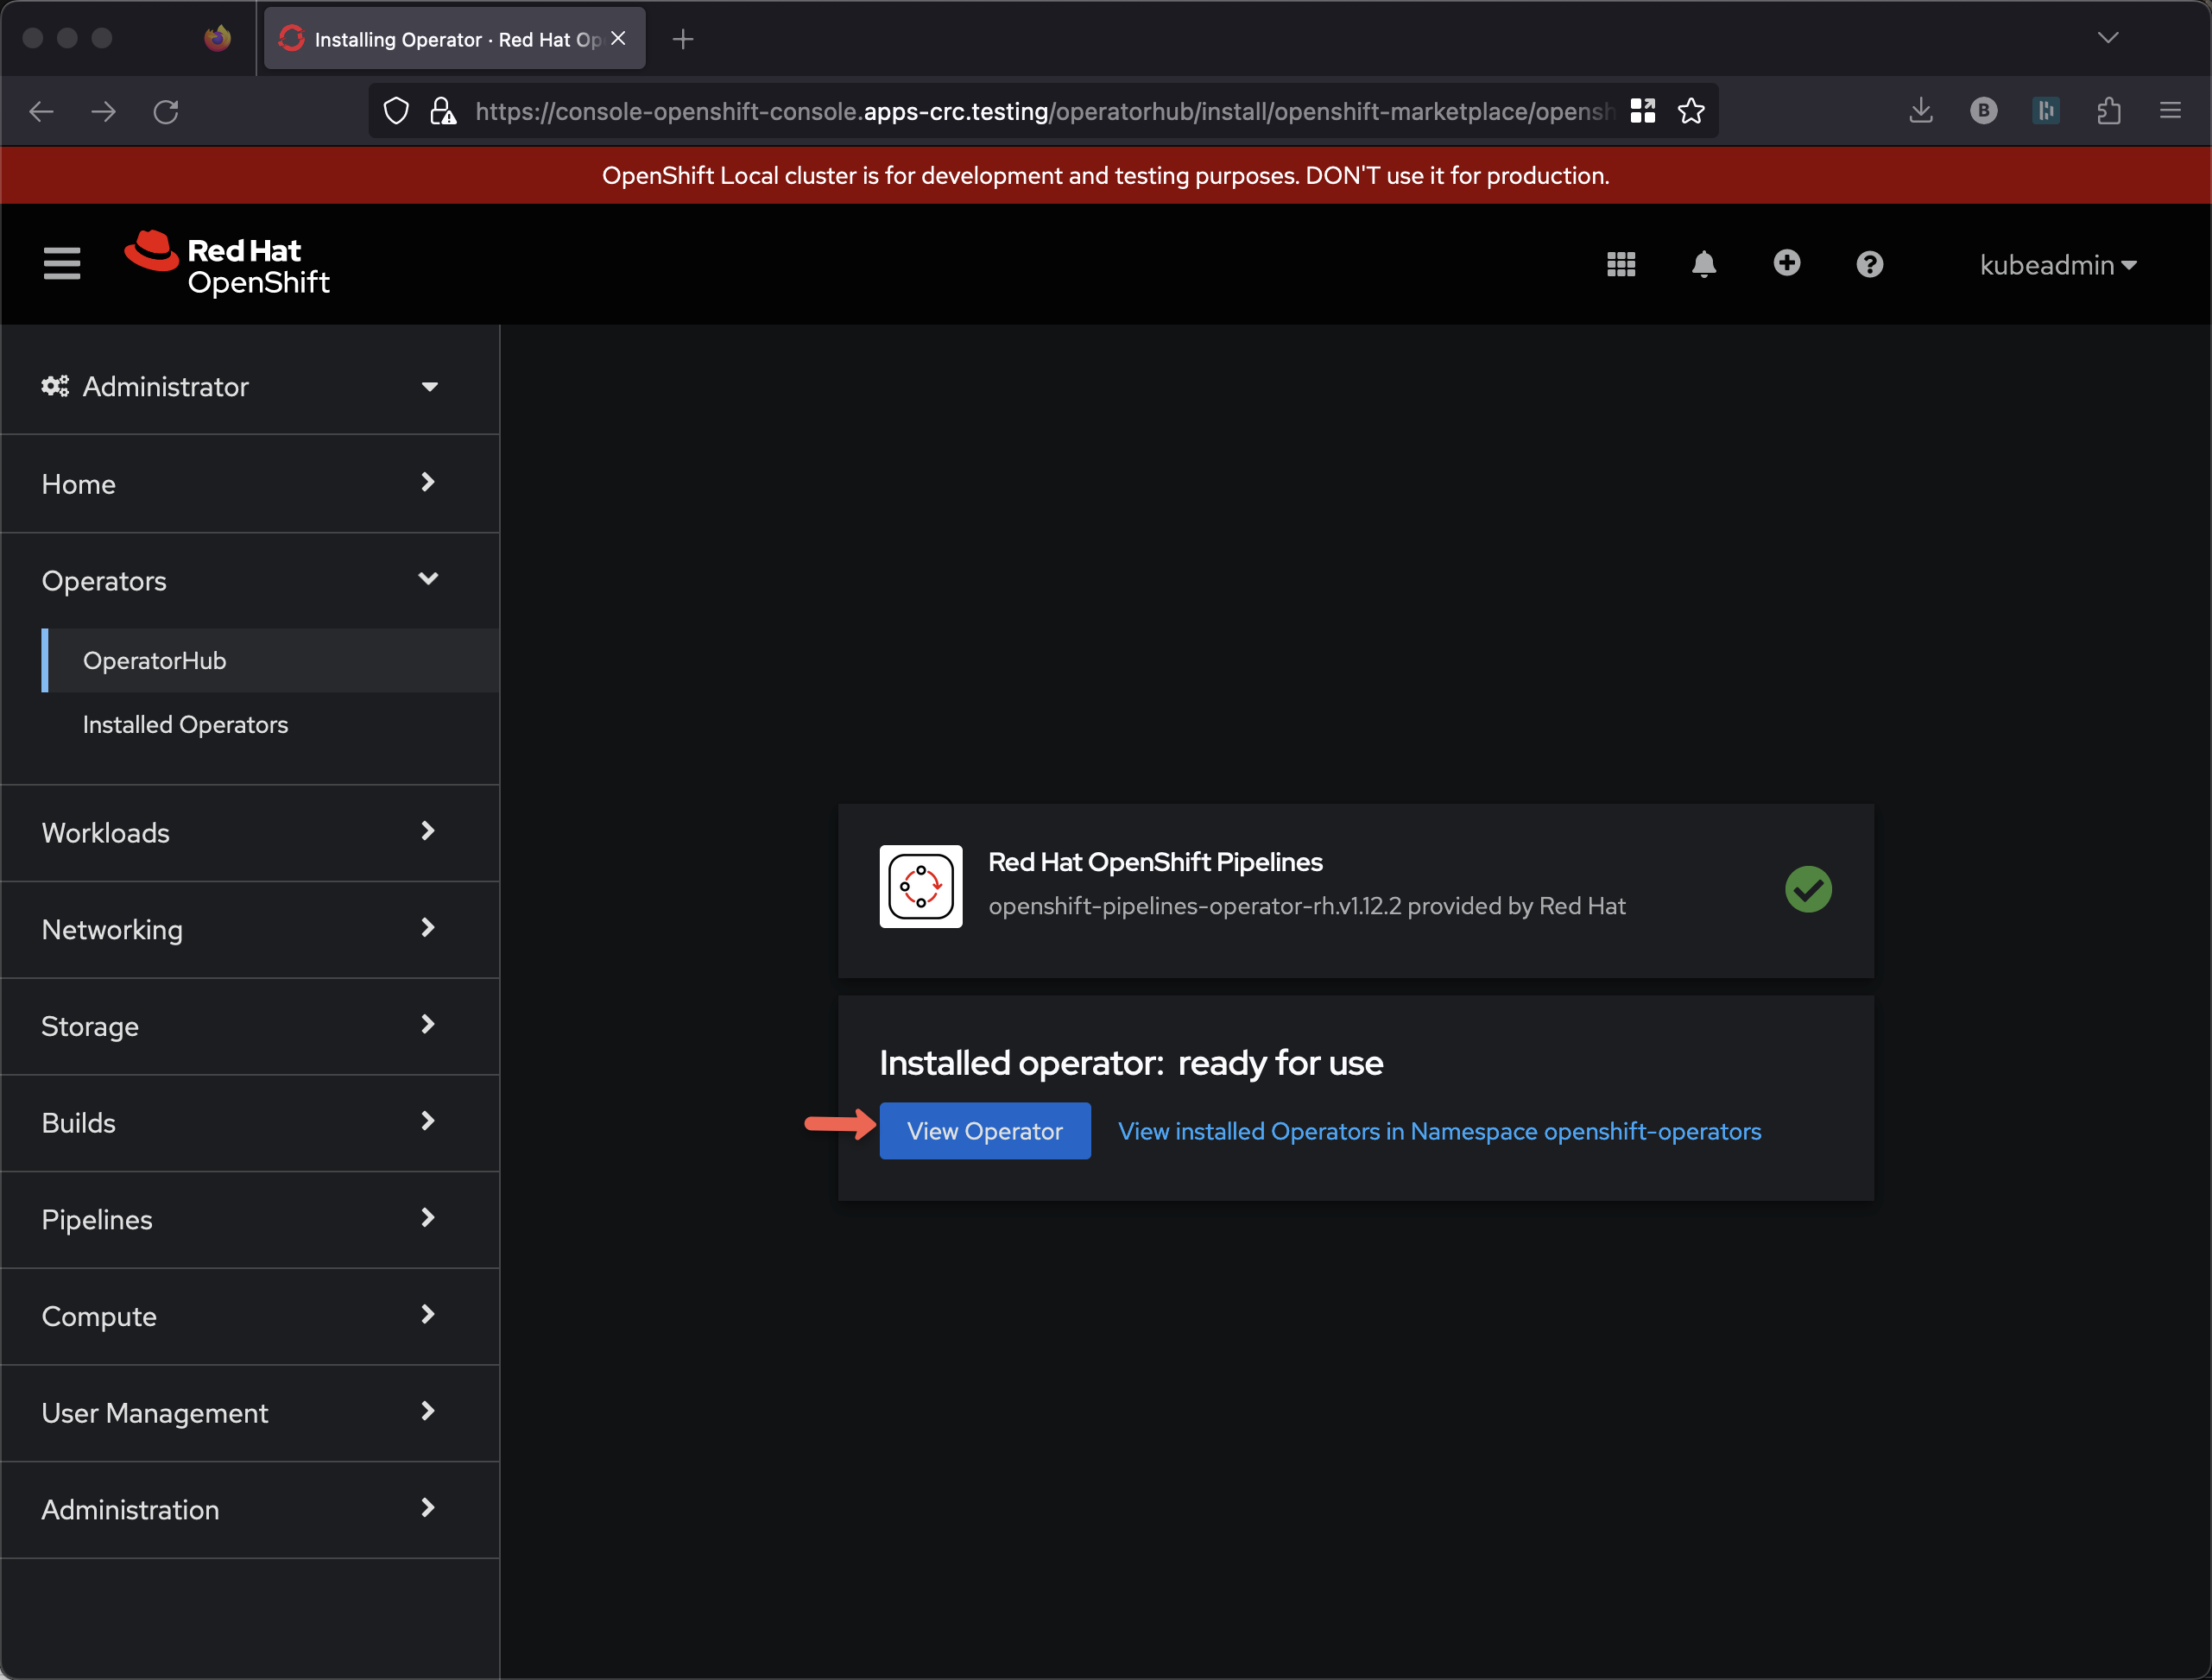 Installing Operator · Red Hat Op
https://console-openshift-console.apps-crc.testing/operatorhub/install/openshift-marketplace/opensh
B
OpenShift Local cluster is for development and testing purposes. DON'T use it for production.
Red Hat
OpenShift
kubeadmin
Administrator
Home
Operators
OperatorHub
Installed Operators
Workloads
Networking
Storage
Builds
Pipelines
Compute
User Management
Administration
Red Hat OpenShift Pipelines
openshift-pipelines-operator-rh.v1.12.2 provided by Red Hat
Installed operator: ready for use
View Operator
View installed Operators in Namespace openshift-operators